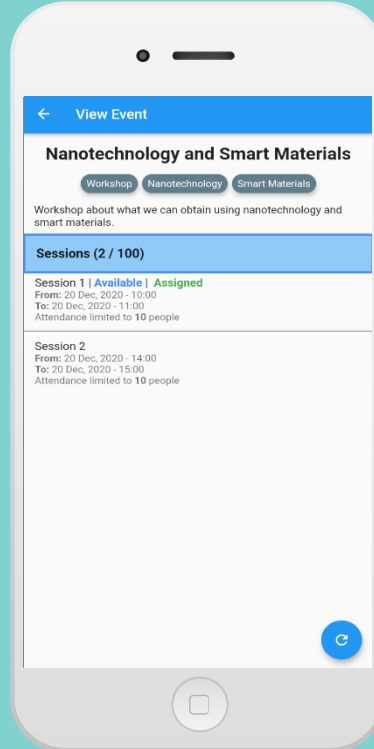 View Event
Nanotechnology and Smart Materials
Workshop Nanotechnology Smart Materials
Workshop about what we can obtain using nanotechnology and
smart materials.
Sessions (2 / 100)
Session 1 | Available | Assigned
From: 20 Dec, 2020 - 10:00
To: 20 Dec, 2020 - 11:00
Attendance limited to 10 people
Session 2
From: 20 Dec, 2020 - 14:00
To: 20 Dec, 2020 - 15:00
Attendance limited to 10 people